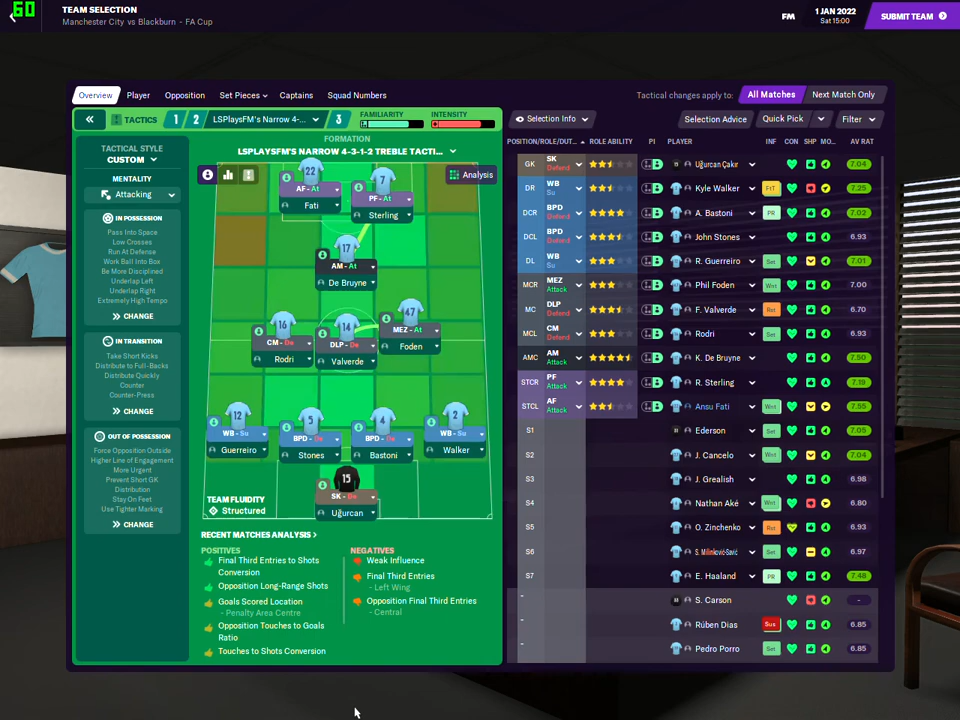 60
TEAM SELECTION
Manchester City vs Blackburn - FA Cup
FM
1 JAN 2022
Sat 15:00
SUBMIT TEAM
Overview
Player
Opposition
Set Pieces
Captains
Squad Numbers
Tactical changes apply to:
All Matches
Next Match Only
TACTICS
1
2
LSPlaysFM's Narrow 4-...
3
FAMILIARITY
INTENSITY
Selection Info
Selection Advice
Quick Pick
Filter
TACTICAL STYLE
CUSTOM
MENTALITY
Attacking
IN POSSESSION
Pass Into Space
Low Crosses
Run At Defence
Work Ball Into Box
Be More Disciplined
Underlap Left
Underlap Right
Extremely High Tempo
CHANGE
IN TRANSITION
Take Short Kicks
Distribute to Full-Backs
Distribute Quickly
Counter
Counter-Press
CHANGE
OUT OF POSSESSION
Force Opposition Outside
Higher Line of Engagement
More Urgent
Prevent Short GK
Distribution
Stay On Feet
Use Tighter Marking
CHANGE
FORMATION
LSPLAYSFM'S NARROW 4-3-1-2 TREBLE TACTI...
Analysis
22
AF - At
Fati
7
PF - At
Sterling
17
AM - At
De Bruyne
16
CM - De
Rodri
14
DLP - De
Valverde
47
MEZ - At
Foden
12
WB - Su
Guerreiro
5
BPD - De
Stones
4
BPD - De
Bastoni
2
WB - Su
Walker
15
SK - De
Uğurcan
TEAM FLUIDITY
Structured
RECENT MATCHES ANALYSIS
POSITIVES
Final Third Entries to Shots
Conversion
Opposition Long-Range Shots
Goals Scored Location
- Penalty Area Centre
Opposition Touches to Goals
Ratio
Touches to Shots Conversion
NEGATIVES
Weak Influence
Final Third Entries
- Left Wing
Opposition Final Third Entries
- Central
POSITION/ROLE/DUT... ROLE ABILITY PI PLAYER INF CON SHP MO... AV RAT
GK SK Defend Uğurcan Çakır 7.04
DR WB Su Kyle Walker FrT 7.25
DCR BPD Defend A. Bastoni PR 7.02
DCL BPD Defend John Stones 6.93
DL WB Su R. Guerreiro Set 7.01
MCR MEZ Attack Phil Foden Wnt 7.00
MC DLP Defend F. Valverde Rst 6.70
MCL CM Defend Rodri Set 6.93
AMC AM Attack K. De Bruyne 7.50
STCR PF Attack R. Sterling 7.19
STCL AF Attack Ansu Fati Wnt 7.55
S1 Ederson Set 7.05
S2 J. Cancelo Wnt 7.04
S3 J. Grealish 6.98
S4 Nathan Aké Wnt 6.80
S5 O. Zinchenko Rst 6.93
S6 S. Milinković-Savić Set 6.97
S7 E. Haaland PR 7.48
- S. Carson -
- Rúben Dias Sus 6.85
- Pedro Porro Set 6.85